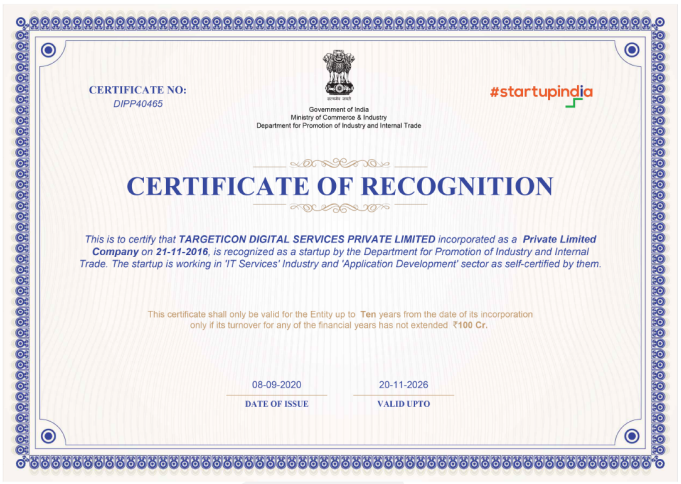 CERTIFICATE NO:
DIPP40465
सत्यमेव जयते
#startupindia
Government of India
Ministry of Commerce & Industry
Department for Promotion of Industry and Internal Trade
CERTIFICATE OF RECOGNITION
This is to certify that TARGETICON DIGITAL SERVICES PRIVATE LIMITED incorporated as a Private Limited
Company on 21-11-2016, is recognized as a startup by the Department for Promotion of Industry and Internal
Trade. The startup is working in 'IT Services' Industry and 'Application Development' sector as self-certified by them.
This certificate shall only be valid for the Entity up to Ten years from the date of its incorporation
only if its turnover for any of the financial years has not extended ₹100 Cr.
08-09-2020
20-11-2026
DATE OF ISSUE
VALID UPTO